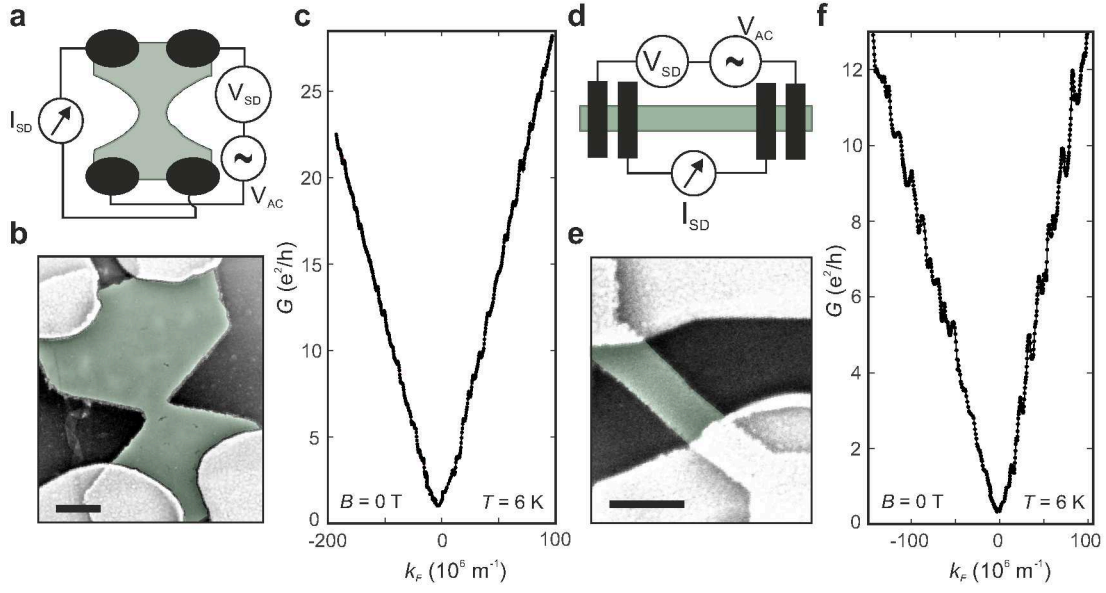 a
I_SD
V_SD
~
V_AC
b
c
G (e²/h)
25
20
15
10
5
0
B = 0 T
T = 6 K
-200
0
100
k_F (10⁶ m⁻¹)
d
V_SD
~
V_AC
I_SD
e
f
G (e²/h)
12
10
8
6
4
2
0
B = 0 T
T = 6 K
-100
0
100
k_F (10⁶ m⁻¹)